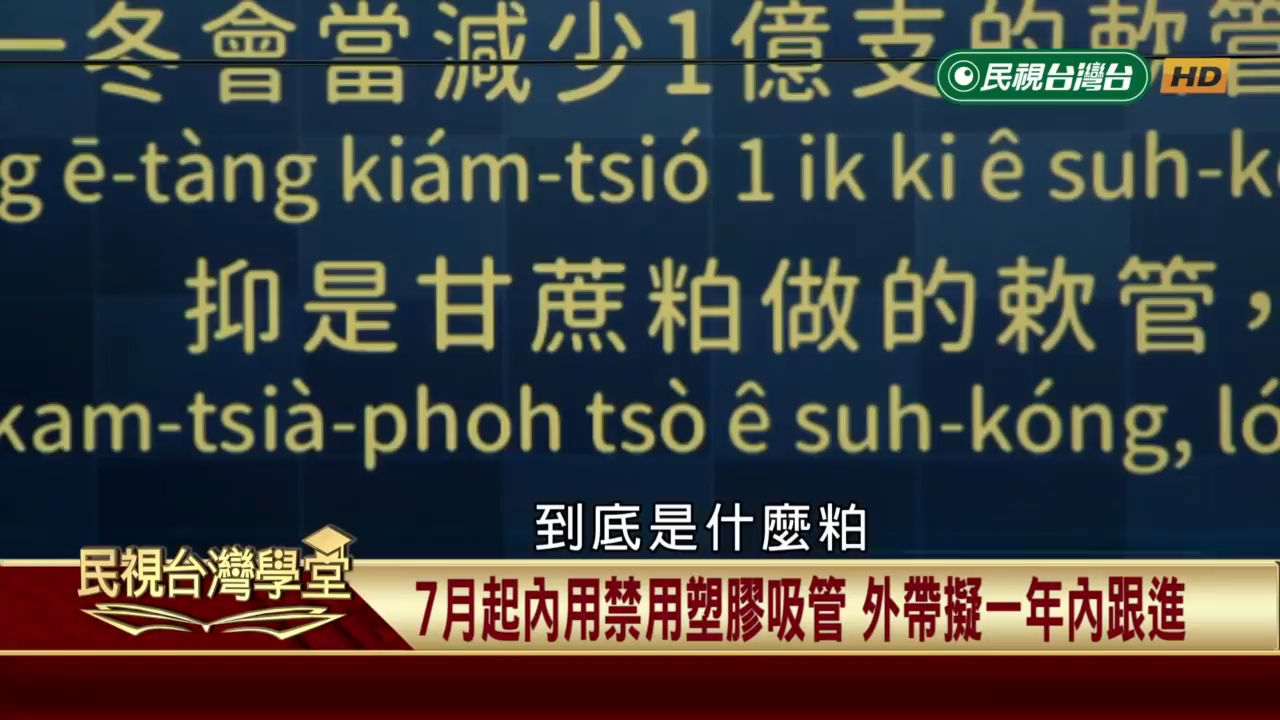 一冬會當減少1億支的欶管
民視台灣台 HD
g ē-tàng kiám-tsió 1 ik ki ê suh-k
抑是甘蔗粕做的欶管，
kam-tsià-phoh tsò ê suh-kóng, ló
到底是什麼粕
民視台灣學堂
7月起內用禁用塑膠吸管 外帶擬一年內跟進